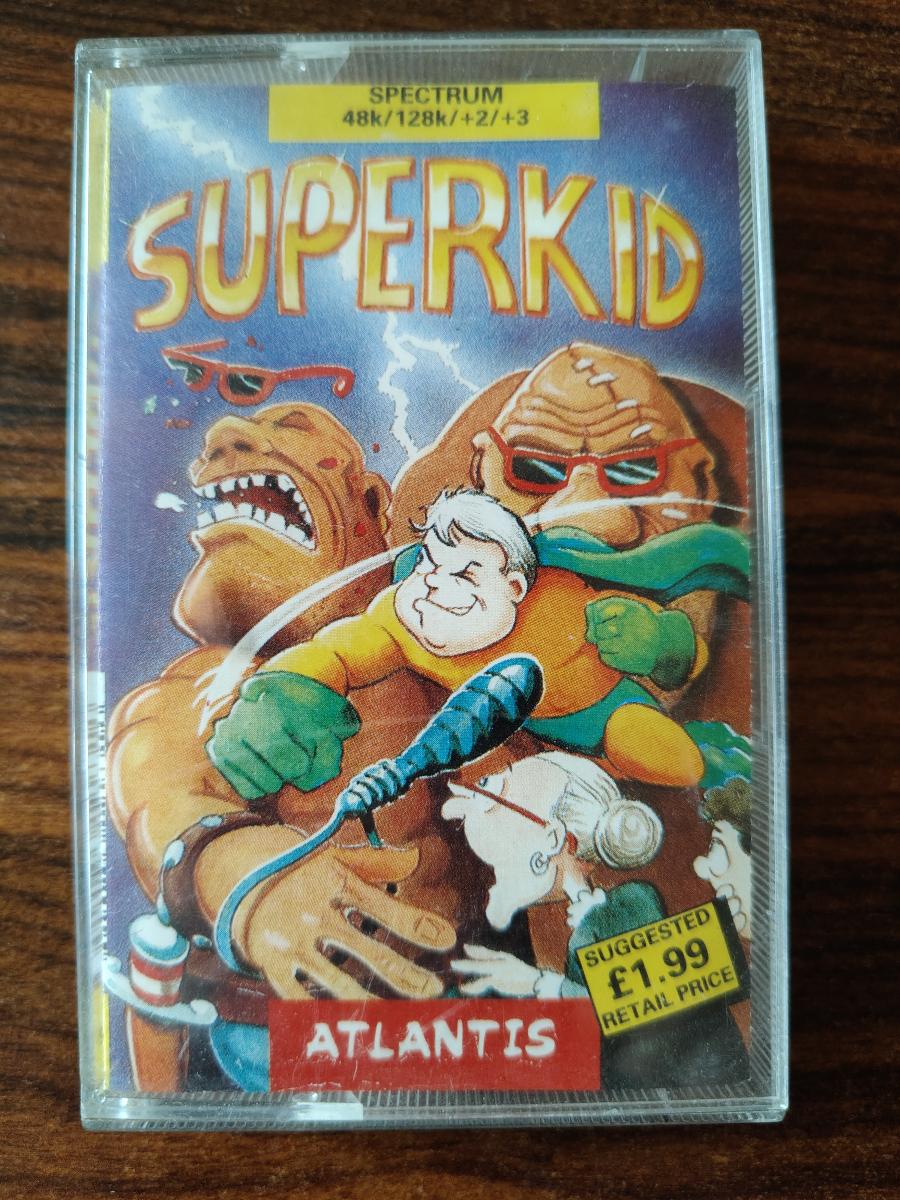 SPECTRUM
48k/128k/+2/+3
SUPERKID
SUGGESTED
£1.99
RETAIL PRICE
ATLANTIS